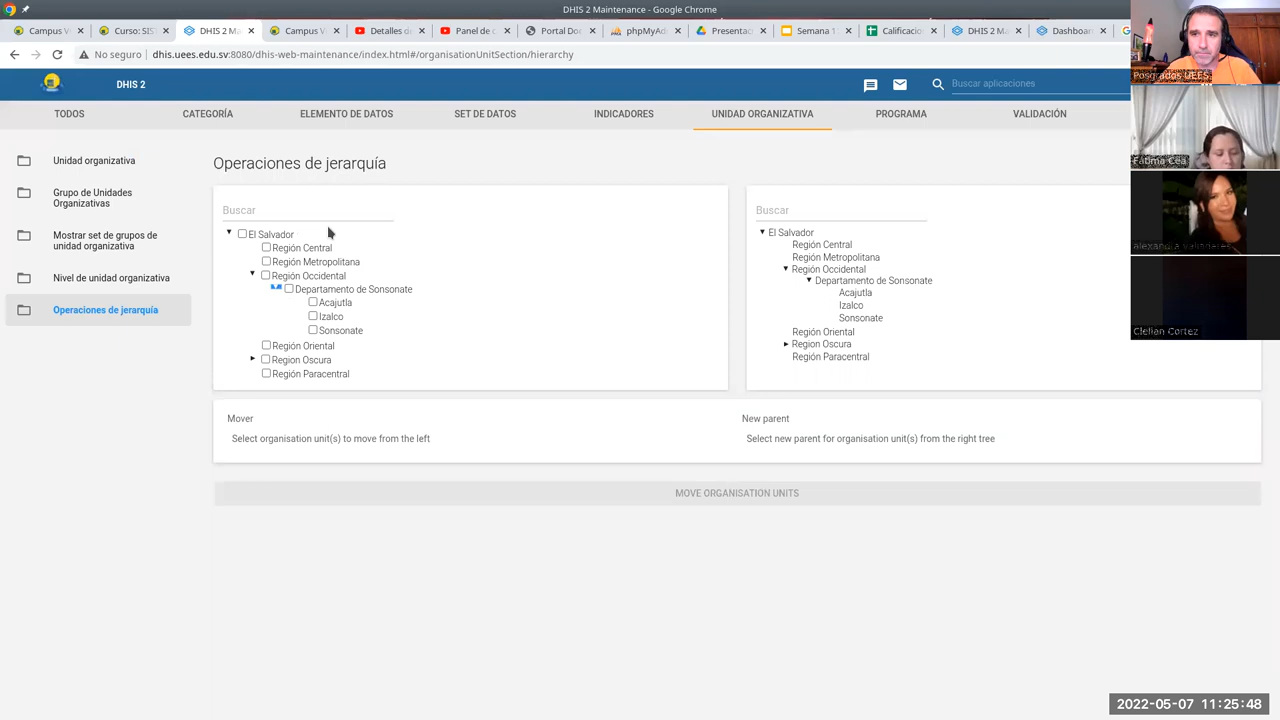 DHIS 2 Maintenance - Google Chrome
Campus V
Curso: SIS
DHIS 2 Ma
Campus V
Detalles d
Panel de c
Portal Doc
phpMyAd
Presentac
Semana 1
Calificacio
DHIS 2 Ma
Dashboar
No seguro
dhis.uees.edu.sv:8080/dhis-web-maintenance/index.html#/organisationUnitSection/hierarchy
DHIS 2
Buscar aplicaciones
TODOS
CATEGORÍA
ELEMENTO DE DATOS
SET DE DATOS
INDICADORES
UNIDAD ORGANIZATIVA
PROGRAMA
VALIDACIÓN
Unidad organizativa
Grupo de Unidades
Organizativas
Mostrar set de grupos de
unidad organizativa
Nivel de unidad organizativa
Operaciones de jerarquía
Operaciones de jerarquía
Buscar
El Salvador
Región Central
Región Metropolitana
Región Occidental
Departamento de Sonsonate
Acajutla
Izalco
Sonsonate
Región Oriental
Region Oscura
Región Paracentral
Buscar
El Salvador
Región Central
Región Metropolitana
Región Occidental
Departamento de Sonsonate
Acajutla
Izalco
Sonsonate
Región Oriental
Region Oscura
Región Paracentral
Mover
Select organisation unit(s) to move from the left
New parent
Select new parent for organisation unit(s) from the right tree
MOVE ORGANISATION UNITS
Posgrados UEES
Fátima Cea
alexandra valladares
Clelian Cortez
2022-05-07 11:25:48